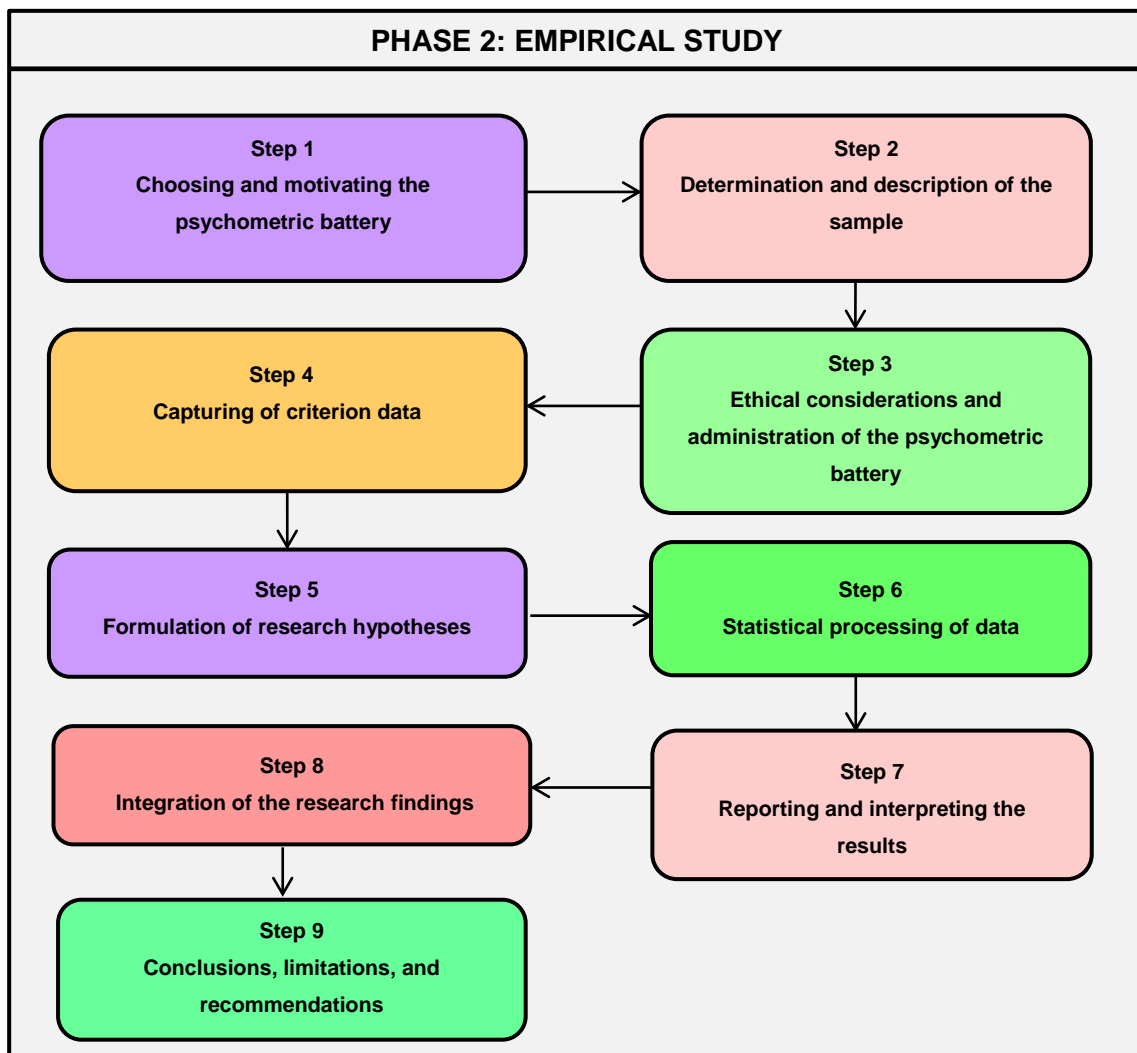 PHASE 2: EMPIRICAL STUDY
Step 1
Choosing and motivating the
psychometric battery
Step 2
Determination and description of the
sample
Step 3
Ethical considerations and
administration of the psychometric
battery
Step 4
Capturing of criterion data
Step 5
Formulation of research hypotheses
Step 6
Statistical processing of data
Step 7
Reporting and interpreting the
results
Step 8
Integration of the research findings
Step 9
Conclusions, limitations, and
recommendations